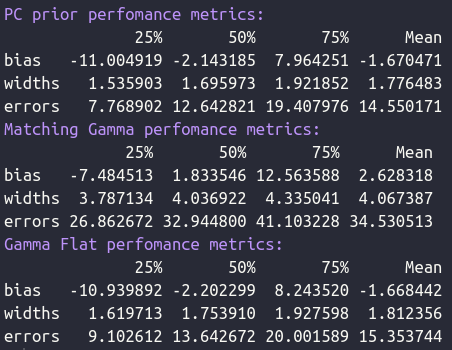 PC prior perfomance metrics:
25% 50% 75% Mean
bias -11.004919 -2.143185 7.964251 -1.670471
widths 1.535903 1.695973 1.921852 1.776483
errors 7.768902 12.642821 19.407976 14.550171
Matching Gamma perfomance metrics:
25% 50% 75% Mean
bias -7.484513 1.833546 12.563588 2.628318
widths 3.787134 4.036922 4.335041 4.067387
errors 26.862672 32.944800 41.103228 34.530513
Gamma Flat perfomance metrics:
25% 50% 75% Mean
bias -10.939892 -2.202299 8.243520 -1.668442
widths 1.619713 1.753910 1.927598 1.812356
errors 9.102612 13.642672 20.001589 15.353744